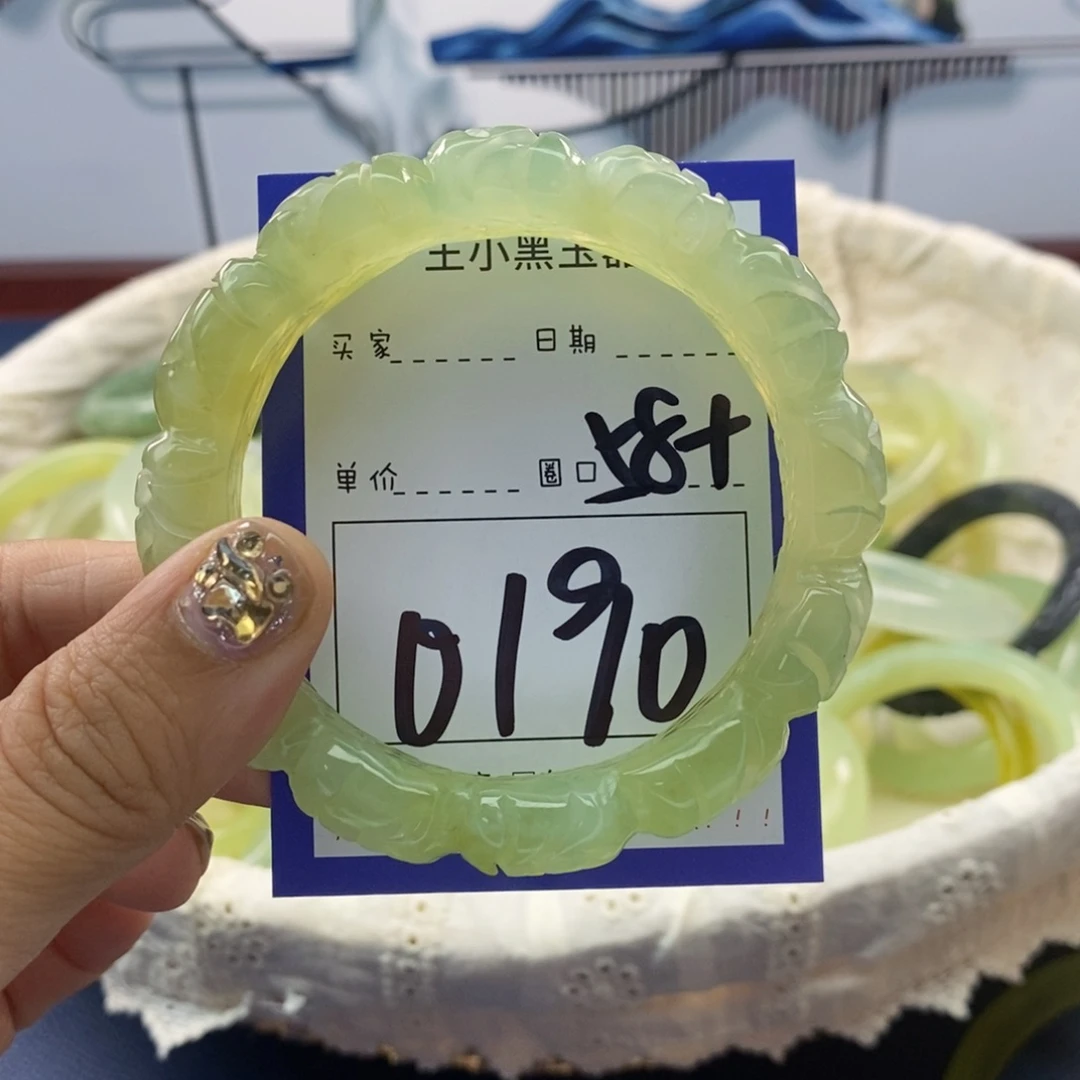 王小黑玉器
买家 日期
单价 圈口 58+
0190
!!